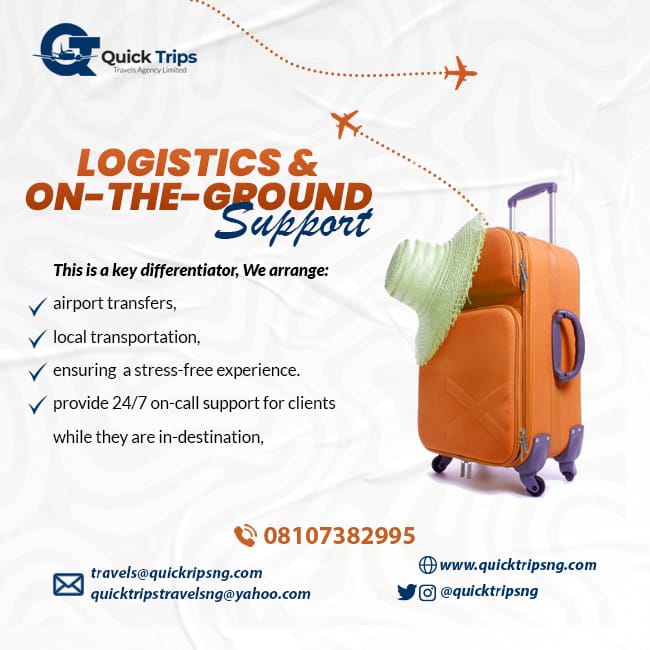 Quick Trips
Travels Agency Limited
LOGISTICS &
ON-THE-GROUND
Support
This is a key differentiator, We arrange:
airport transfers,
local transportation,
ensuring a stress-free experience.
provide 24/7 on-call support for clients
while they are in-destination,
08107382995
travels@quickripsng.com
quicktripstravelsng@yahoo.com
www.quicktripsng.com
@quicktripsng